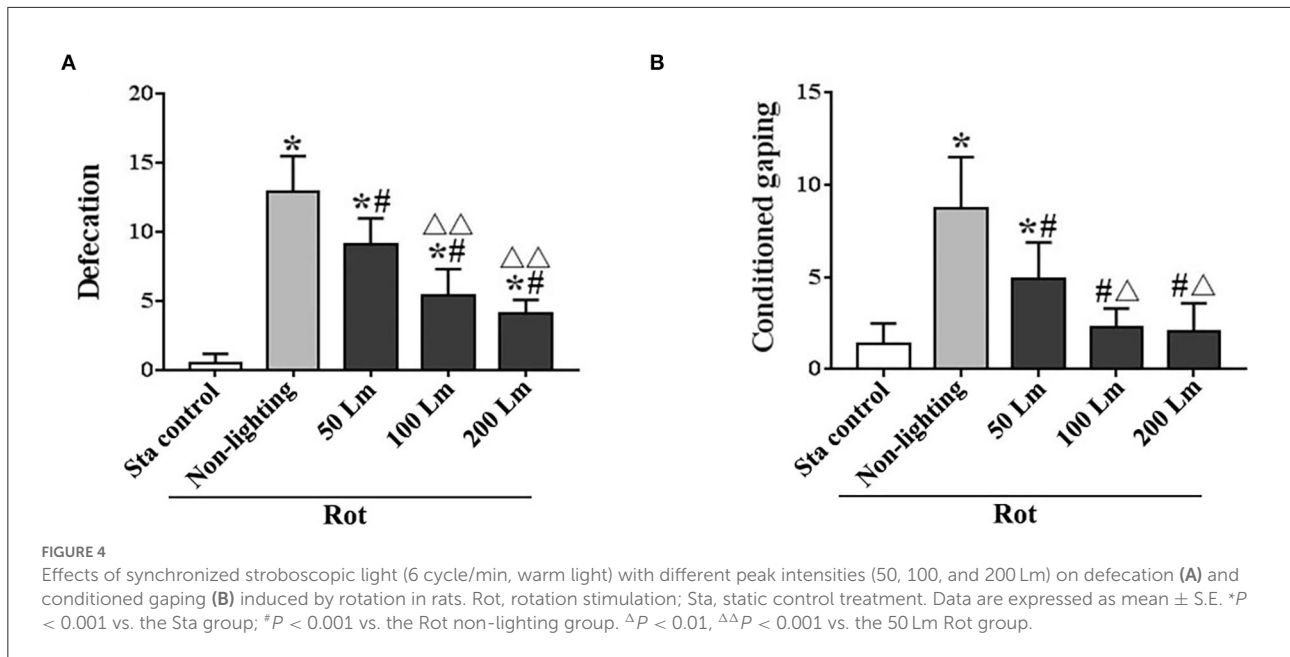 A
B
20
15
10
5
0
Defecation
*
*#
△△
*#
△△
*#
Sta control
Non-lighting
50 Lm
100 Lm
200 Lm
Rot
15
10
5
0
Conditioned gaping
*
*#
#△
#△
Sta control
Non-lighting
50 Lm
100 Lm
200 Lm
Rot
FIGURE 4
Effects of synchronized stroboscopic light (6 cycle/min, warm light) with different peak intensities (50, 100, and 200 Lm) on defecation (A) and
conditioned gaping (B) induced by rotation in rats. Rot, rotation stimulation; Sta, static control treatment. Data are expressed as mean ± S.E. *P
< 0.001 vs. the Sta group; #P < 0.001 vs. the Rot non-lighting group. △P < 0.01, △△P < 0.001 vs. the 50 Lm Rot group.